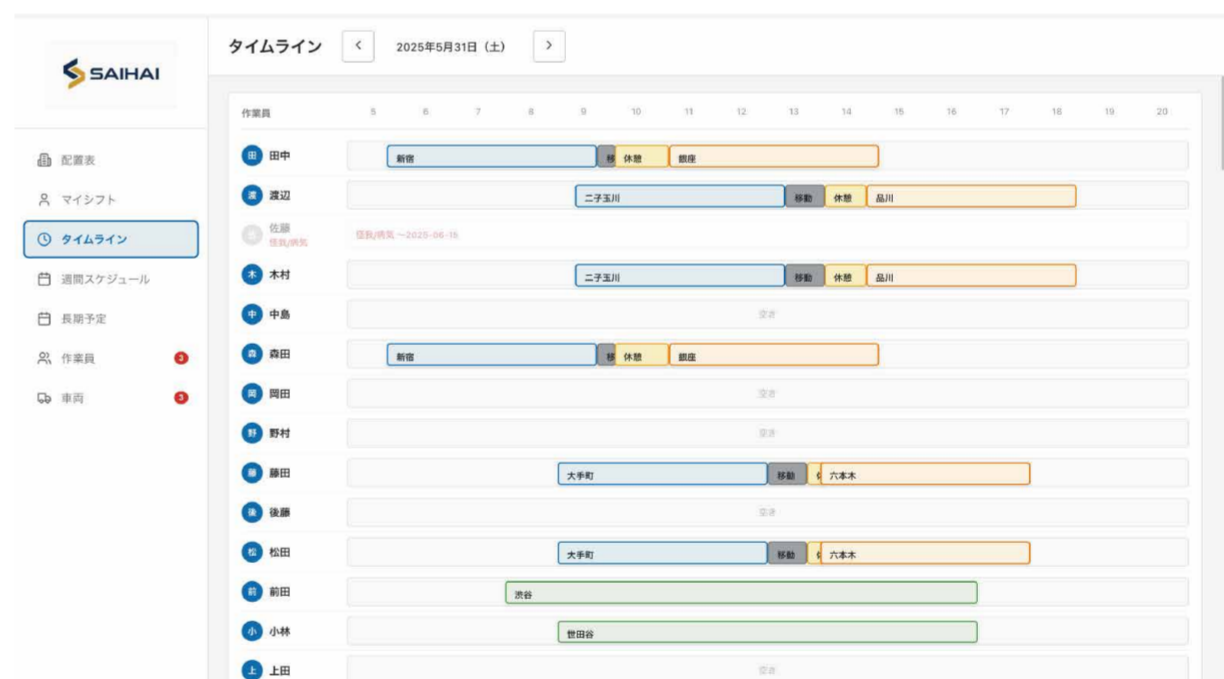 SAIHAI
配置表
マイシフト
タイムライン
週間スケジュール
長期予定
作業員 3
車両 3
タイムライン < 2025年5月31日（土） >
作業員 5 6 7 8 9 10 11 12 13 14 15 16 17 18 19 20
田 田中 新宿 移 休憩 銀座
渡 渡辺 二子玉川 移動 休憩 品川
佐藤 怪我/病気 ～2025-06-15
怪我/病気
木 木村 二子玉川 移動 休憩 品川
中 中島 空き
森 森田 新宿 移 休憩 銀座
岡 岡田 空き
野 野村 空き
藤 藤田 大手町 移動 六本木
後 後藤 空き
松 松田 大手町 移動 六本木
前 前田 渋谷
小 小林 世田谷
上 上田 空き